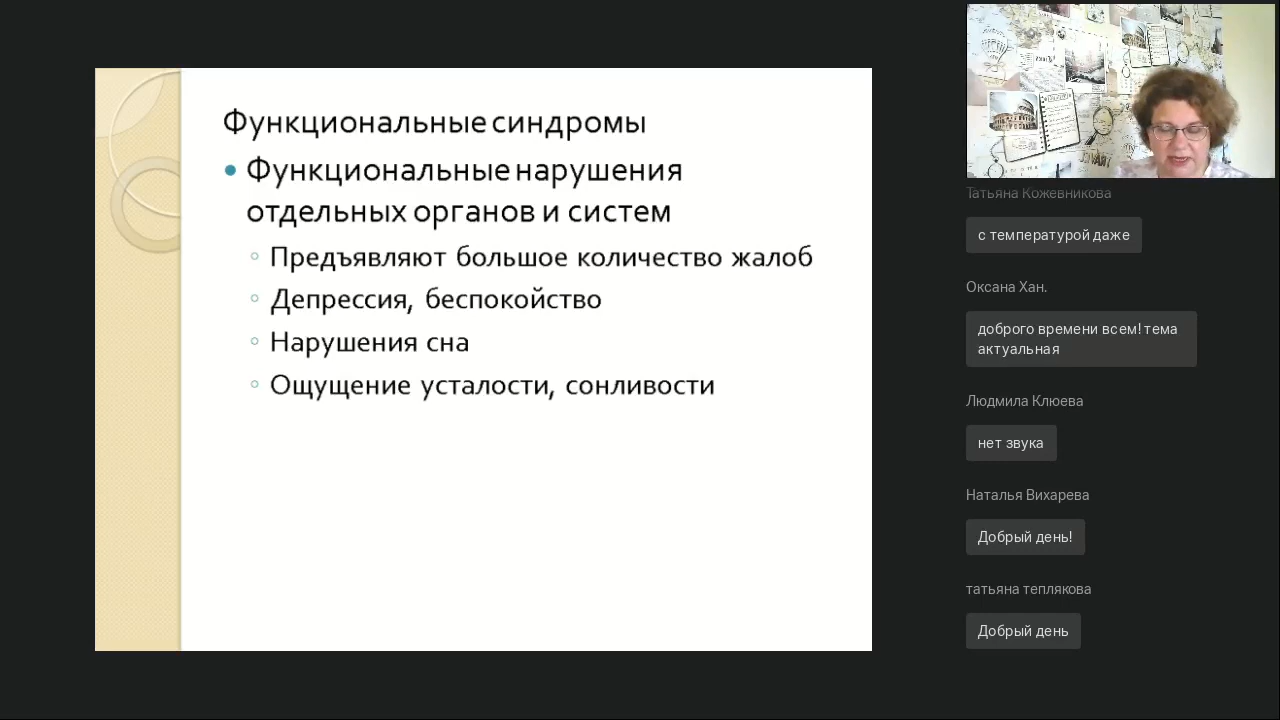 Функциональные синдромы
Функциональные нарушения
отдельных органов и систем
Предъявляют большое количество жалоб
Депрессия, беспокойство
Нарушения сна
Ощущение усталости, сонливости
Татьяна Кожевникова
с температурой даже
Оксана Хан.
доброго времени всем! тема
актуальная
Людмила Клюева
нет звука
Наталья Вихарева
Добрый день!
татьяна теплякова
Добрый день